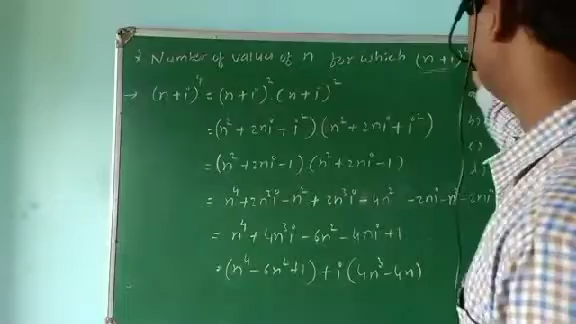 Number of value of n for which (n+i)
→ (n+i)⁴ = (n+i)² . (n+i)²
= (n² + 2ni + i²) (n² + 2ni + i²)
= (n² + 2ni - 1) (n² + 2ni - 1)
= n⁴ + 2n³i - n² + 2n³i - 4n² - 2ni - n² - 2ni
= n⁴ + 4n³i - 6n² - 4ni + 1
= (n⁴ - 6n² + 1) + i (4n³ - 4n)